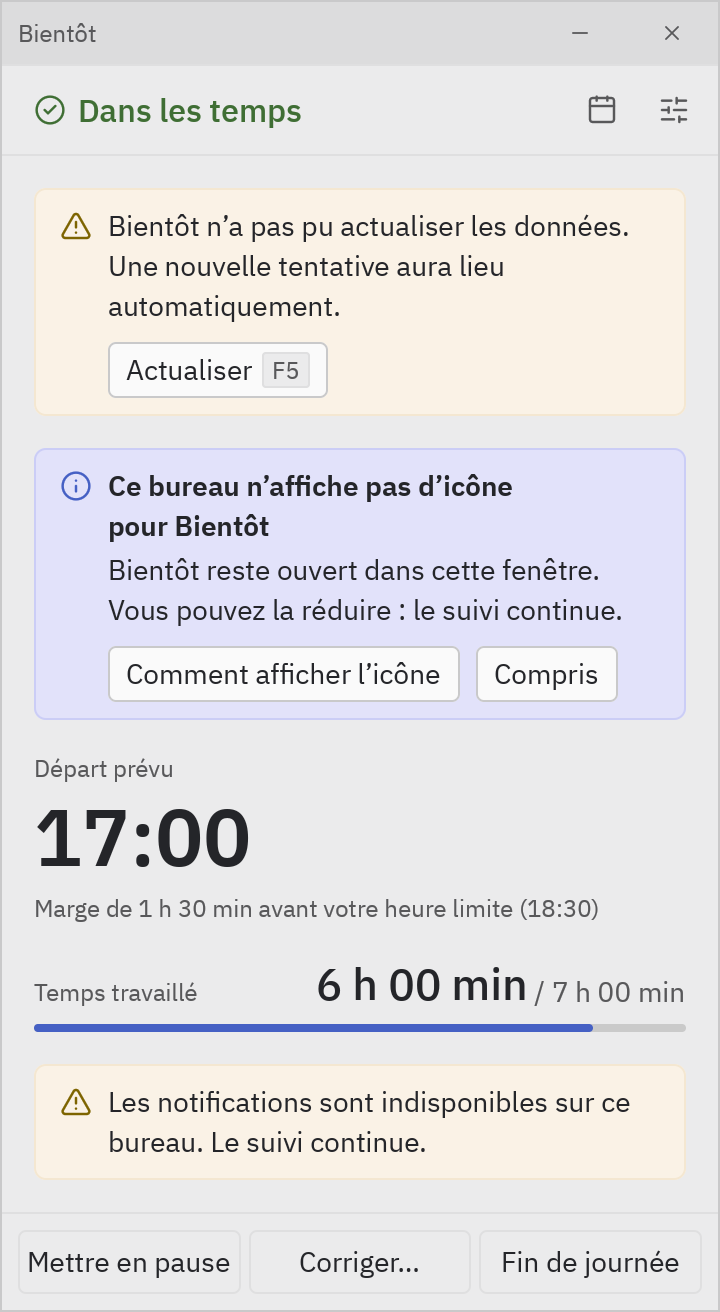 Bientôt
Dans les temps
Bientôt n’a pas pu actualiser les données.
Une nouvelle tentative aura lieu
automatiquement.
Actualiser F5
Ce bureau n’affiche pas d’icône
pour Bientôt
Bientôt reste ouvert dans cette fenêtre.
Vous pouvez la réduire : le suivi continue.
Comment afficher l’icône Compris
Départ prévu
17:00
Marge de 1 h 30 min avant votre heure limite (18:30)
Temps travaillé 6 h 00 min / 7 h 00 min
Les notifications sont indisponibles sur ce
bureau. Le suivi continue.
Mettre en pause Corriger… Fin de journée